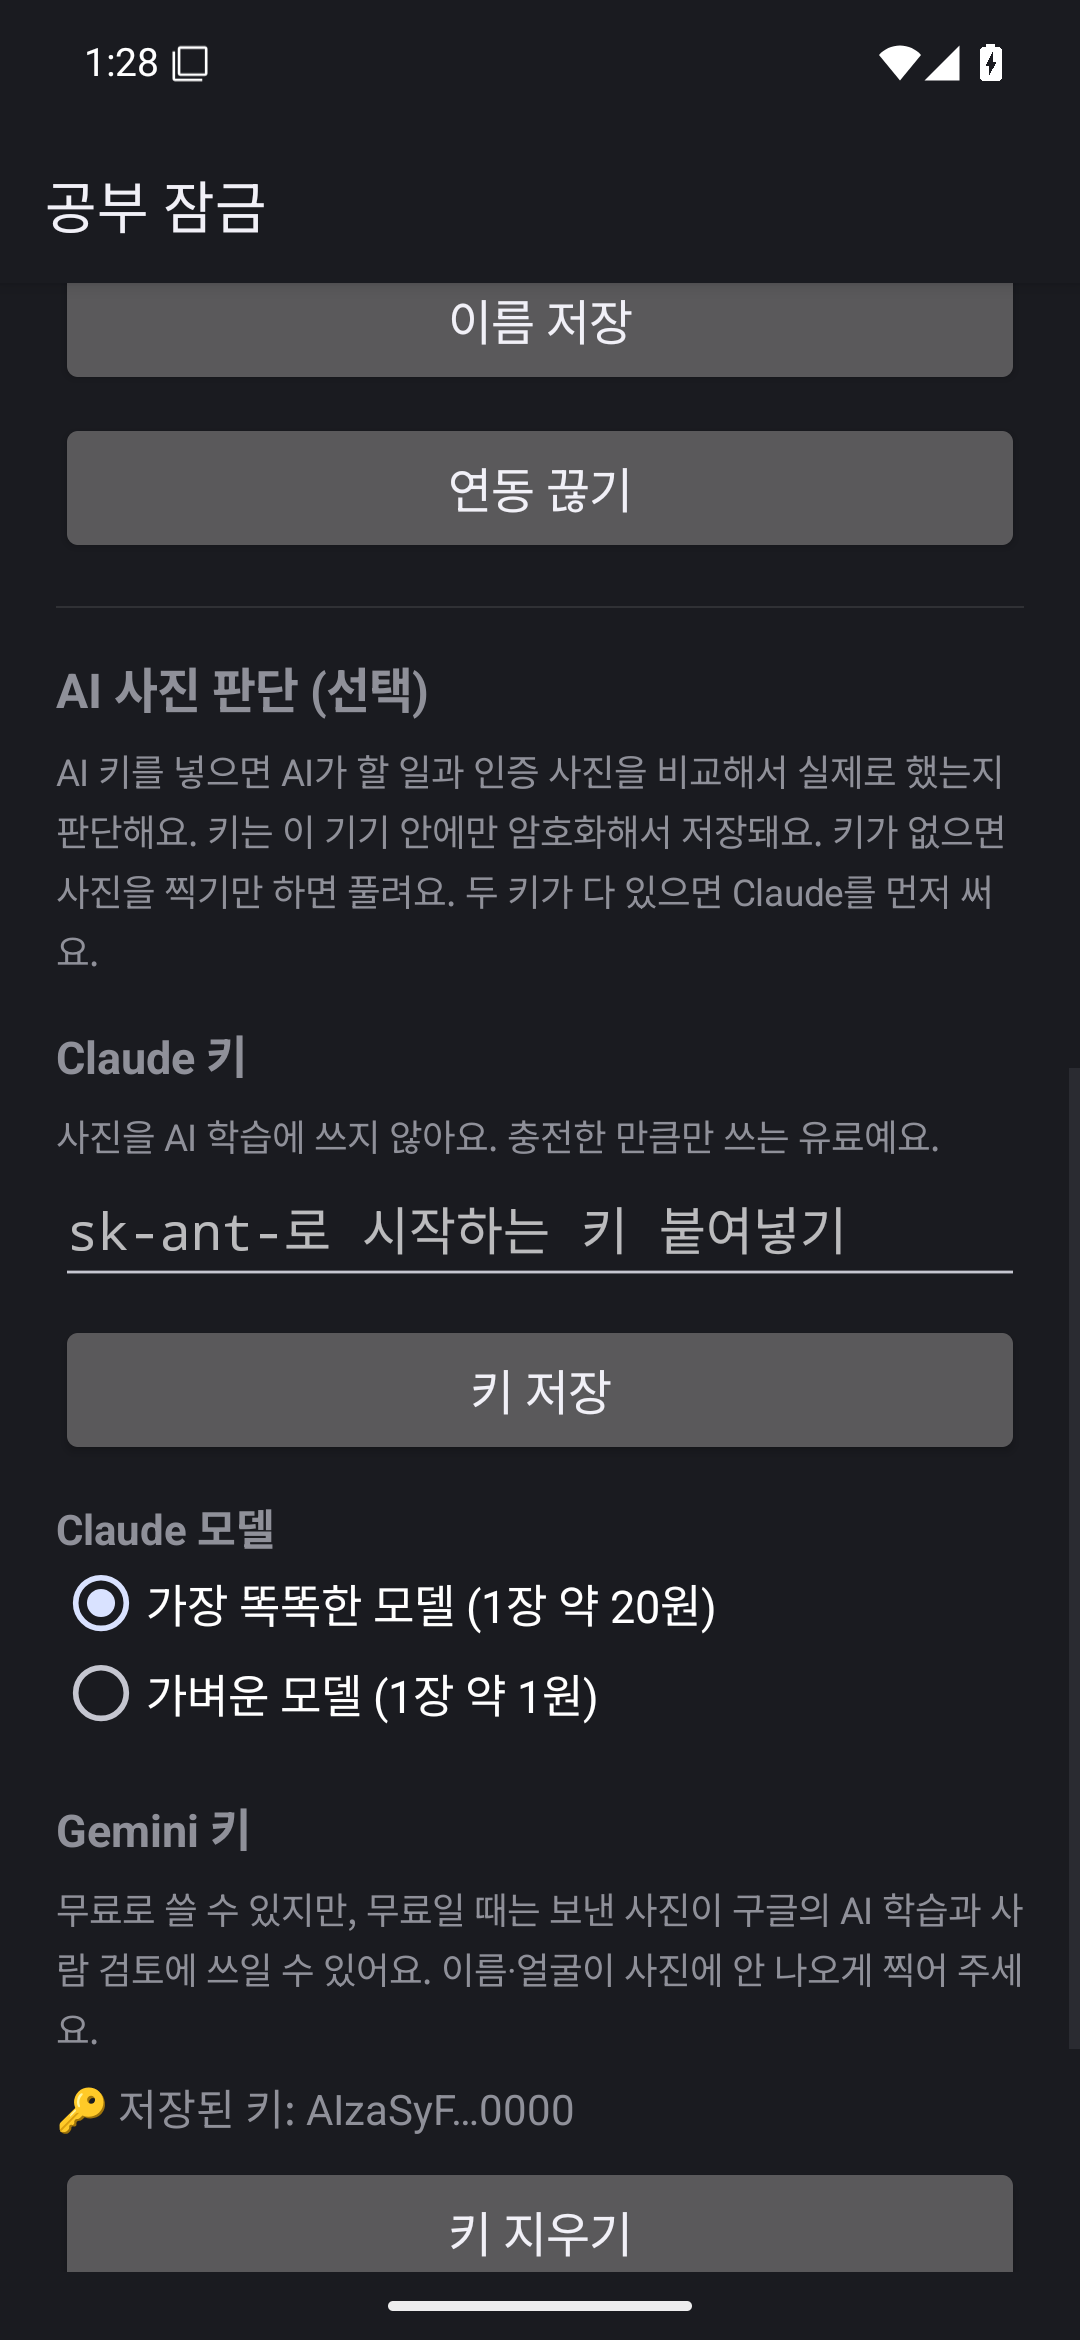 1:28
공부 잠금
이름 저장
연동 끊기
AI 사진 판단 (선택)
AI 키를 넣으면 AI가 할 일과 인증 사진을 비교해서 실제로 했는지
판단해요. 키는 이 기기 안에만 암호화해서 저장돼요. 키가 없으면
사진을 찍기만 하면 풀려요. 두 키가 다 있으면 Claude를 먼저 써
요.
Claude 키
사진을 AI 학습에 쓰지 않아요. 충전한 만큼만 쓰는 유료예요.
sk-ant-로 시작하는 키 붙여넣기
키 저장
Claude 모델
가장 똑똑한 모델 (1장 약 20원)
가벼운 모델 (1장 약 1원)
Gemini 키
무료로 쓸 수 있지만, 무료일 때는 보낸 사진이 구글의 AI 학습과 사
람 검토에 쓰일 수 있어요. 이름·얼굴이 사진에 안 나오게 찍어 주세
요.
🔑 저장된 키: AIzaSyF…0000
키 지우기